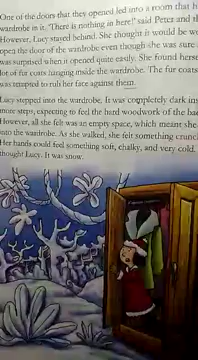 One of the doors that they opened led into a room that h
wardrobe in it. 'There is nothing in here!' said Peter and th
However, Lucy stayed behind. She thought it would be w
open the door of the wardrobe even though she was sure
was surprised when it opened quite easily. She found herse
lot of fur coats hanging inside the wardrobe. The fur coats
was tempted to rub her face against them.
Lucy stepped into the wardrobe. It was completely dark ins
more steps, expecting to feel the hard woodwork of the ba
However, all she felt was an empty space, which meant she
into the wardrobe. As she walked, she felt something crunc
Her hands could feel something soft, chalky, and very cold.
thought Lucy. It was snow.